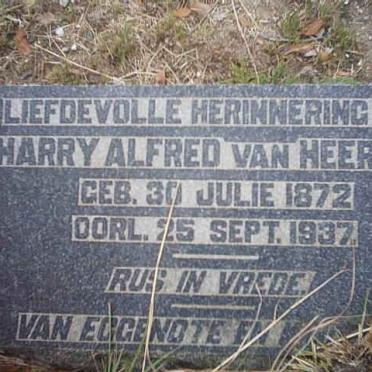 LIEFDEVOLLE HERINNERING
HARRY ALFRED VAN HEER
GEB. 30 JULIE 1872
OORL. 25 SEPT. 1937.
RUS IN VREDE.
VAN EGGENOTE EN